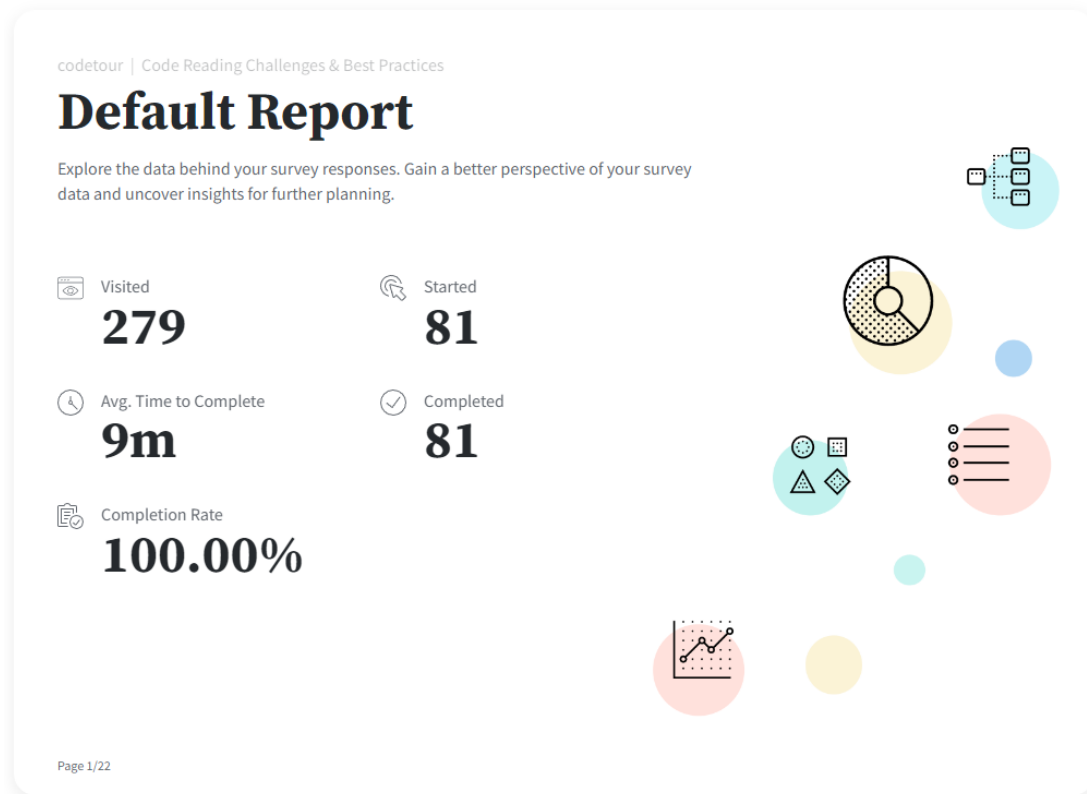 codetour | Code Reading Challenges & Best Practices
Default Report
Explore the data behind your survey responses. Gain a better perspective of your survey
data and uncover insights for further planning.
Visited
279
Started
81
Avg. Time to Complete
9m
Completed
81
Completion Rate
100.00%
Page 1/22